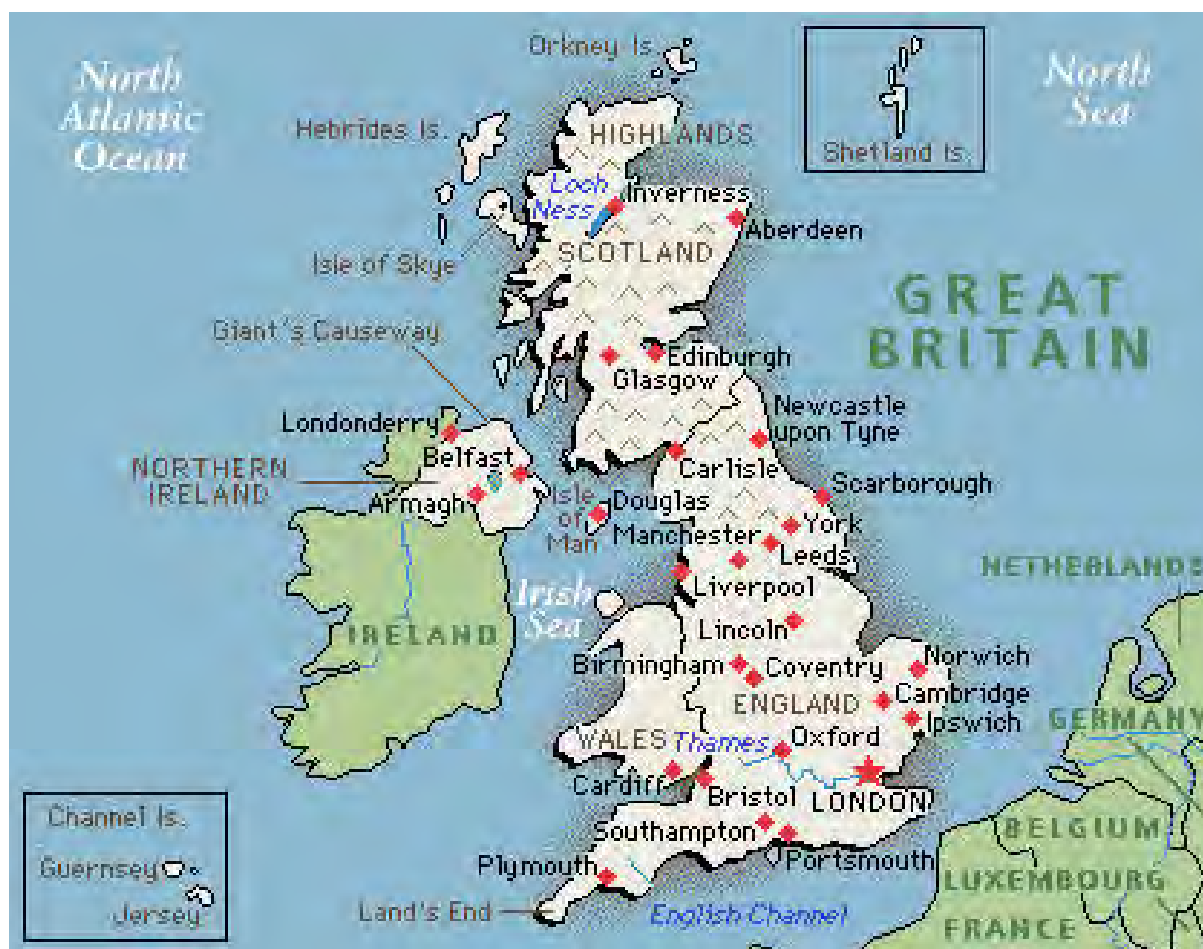 North
Atlantic
Ocean
Orkney Is.
North
Sea
Hebrides Is.
HIGHLANDS
Shetland Is.
Loch
Ness
Inverness
Aberdeen
SCOTLAND
Isle of Skye
GREAT
BRITAIN
Giant's Causeway
Edinburgh
Glasgow
Newcastle
upon Tyne
Londonderry
Belfast
Carlisle
NORTHERN
IRELAND
Scarborough
Armagh
Isle
of
Man
Douglas
York
Manchester
Leeds
NETHERLANDS
Liverpool
Irish
Sea
IRELAND
Lincoln
Birmingham
Coventry
Norwich
ENGLAND
Cambridge
Ipswich
GERMANY
WALES
Thames
Oxford
Cardiff
Bristol
LONDON
Channel Is.
Southampton
Portsmouth
BELGIUM
Guernsey
Plymouth
LUXEMBOURG
Jersey
Land's End
English Channel
FRANCE